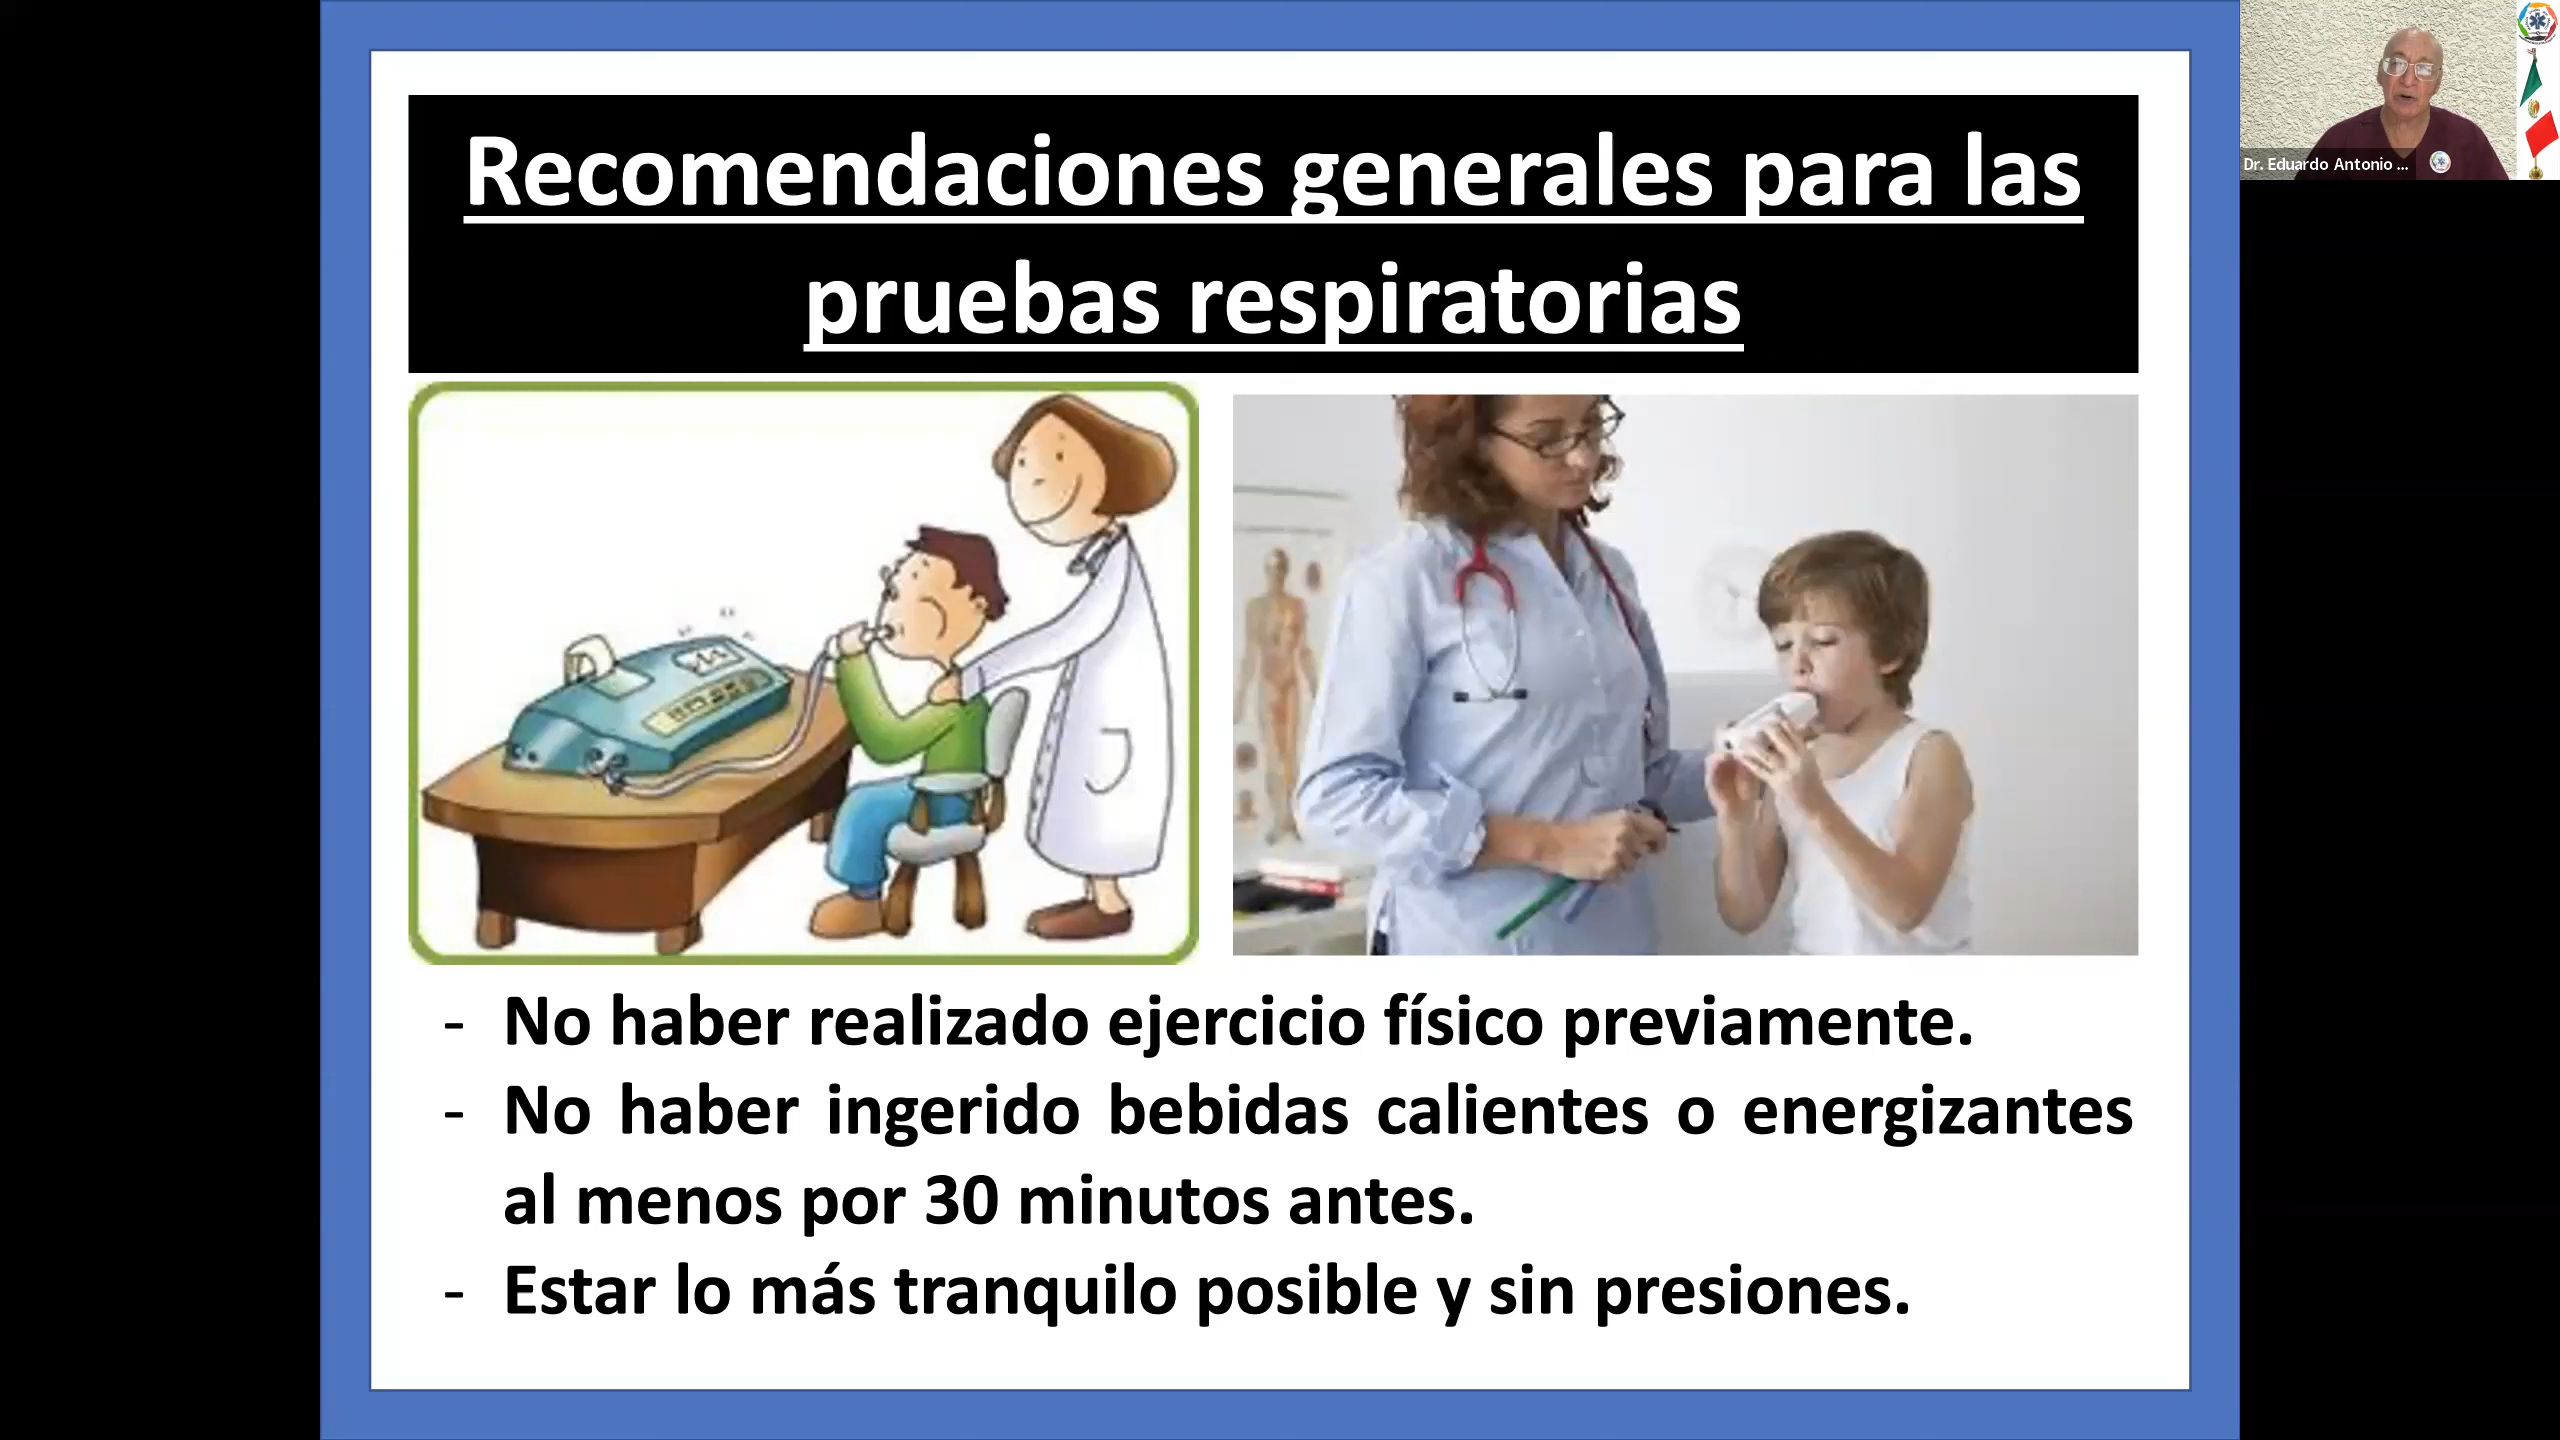 Recomendaciones generales para las
pruebas respiratorias
- No haber realizado ejercicio físico previamente.
- No haber ingerido bebidas calientes o energizantes
al menos por 30 minutos antes.
- Estar lo más tranquilo posible y sin presiones.
Dr. Eduardo Antonio ...